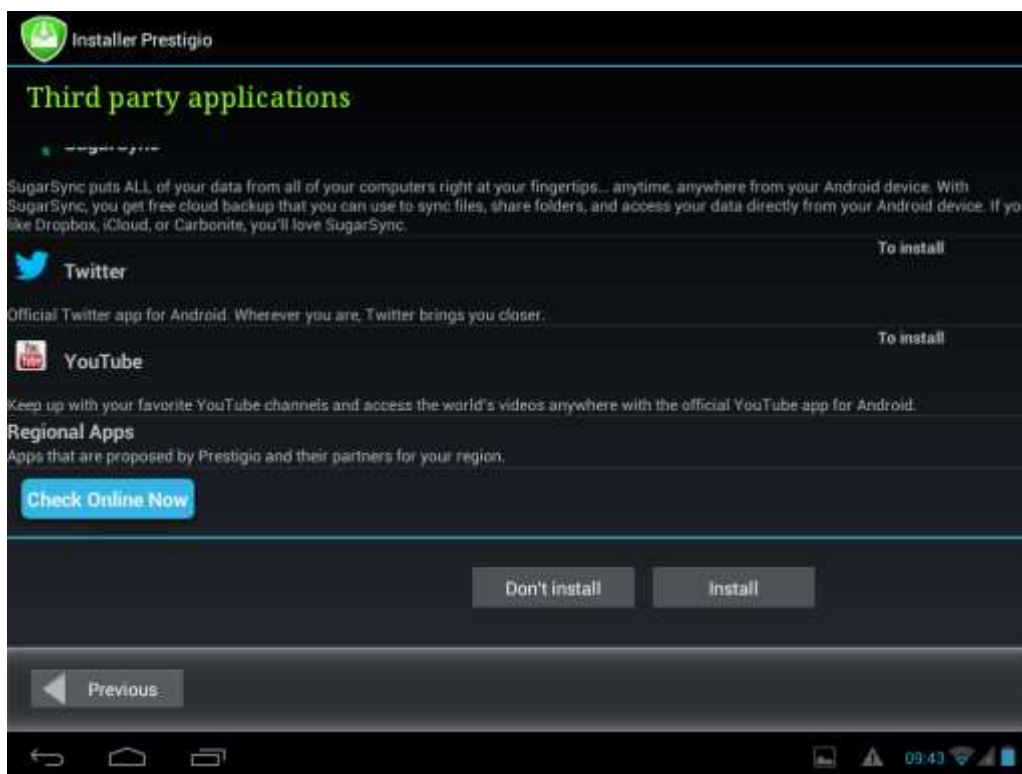 Installer Prestigio
Third party applications
SugarSync
SugarSync puts ALL of your data from all of your computers right at your fingertips... anytime, anywhere from your Android device. With
SugarSync, you get free cloud backup that you can use to sync files, share folders, and access your data directly from your Android device. If yo
like Dropbox, iCloud, or Carbonite, you'll love SugarSync.
To install
Twitter
Official Twitter app for Android. Wherever you are, Twitter brings you closer.
To install
YouTube
Keep up with your favorite YouTube channels and access the world's videos anywhere with the official YouTube app for Android.
Regional Apps
Apps that are proposed by Prestigio and their partners for your region.
Check Online Now
Don't install
Install
Previous
09:43